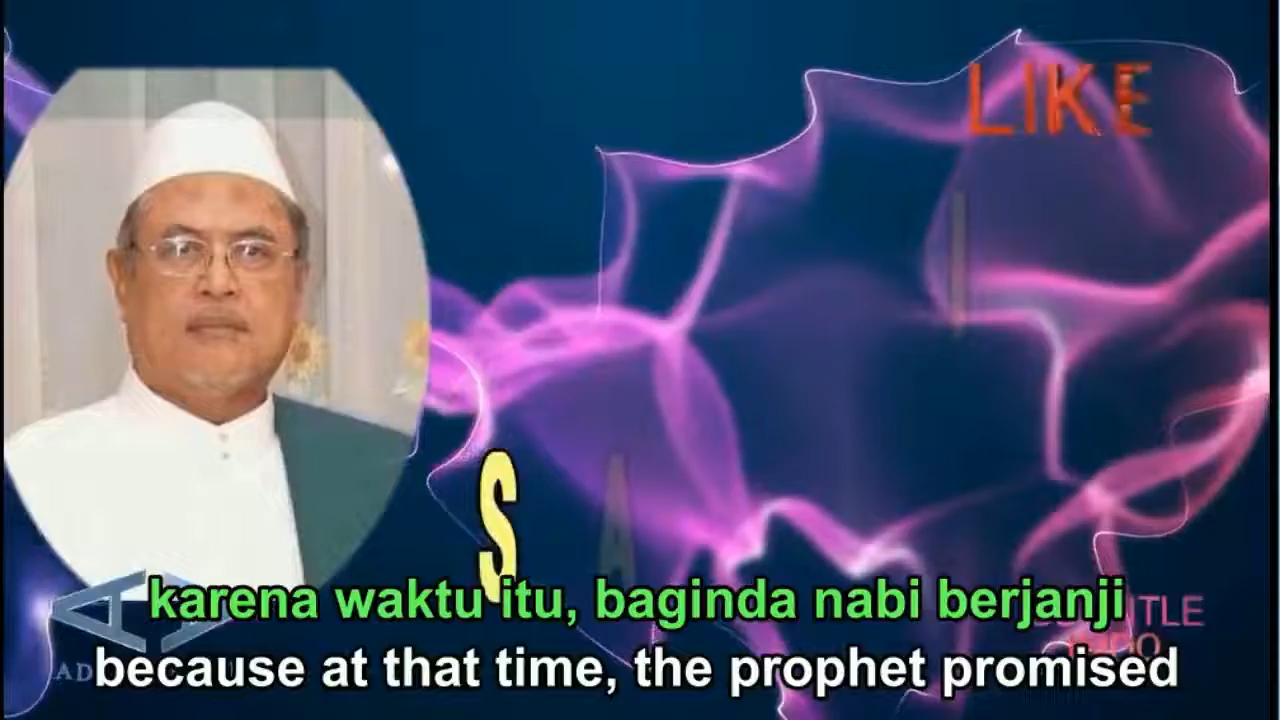 LIKE
S
A
karena waktu itu, baginda nabi berjanji
because at that time, the prophet promised